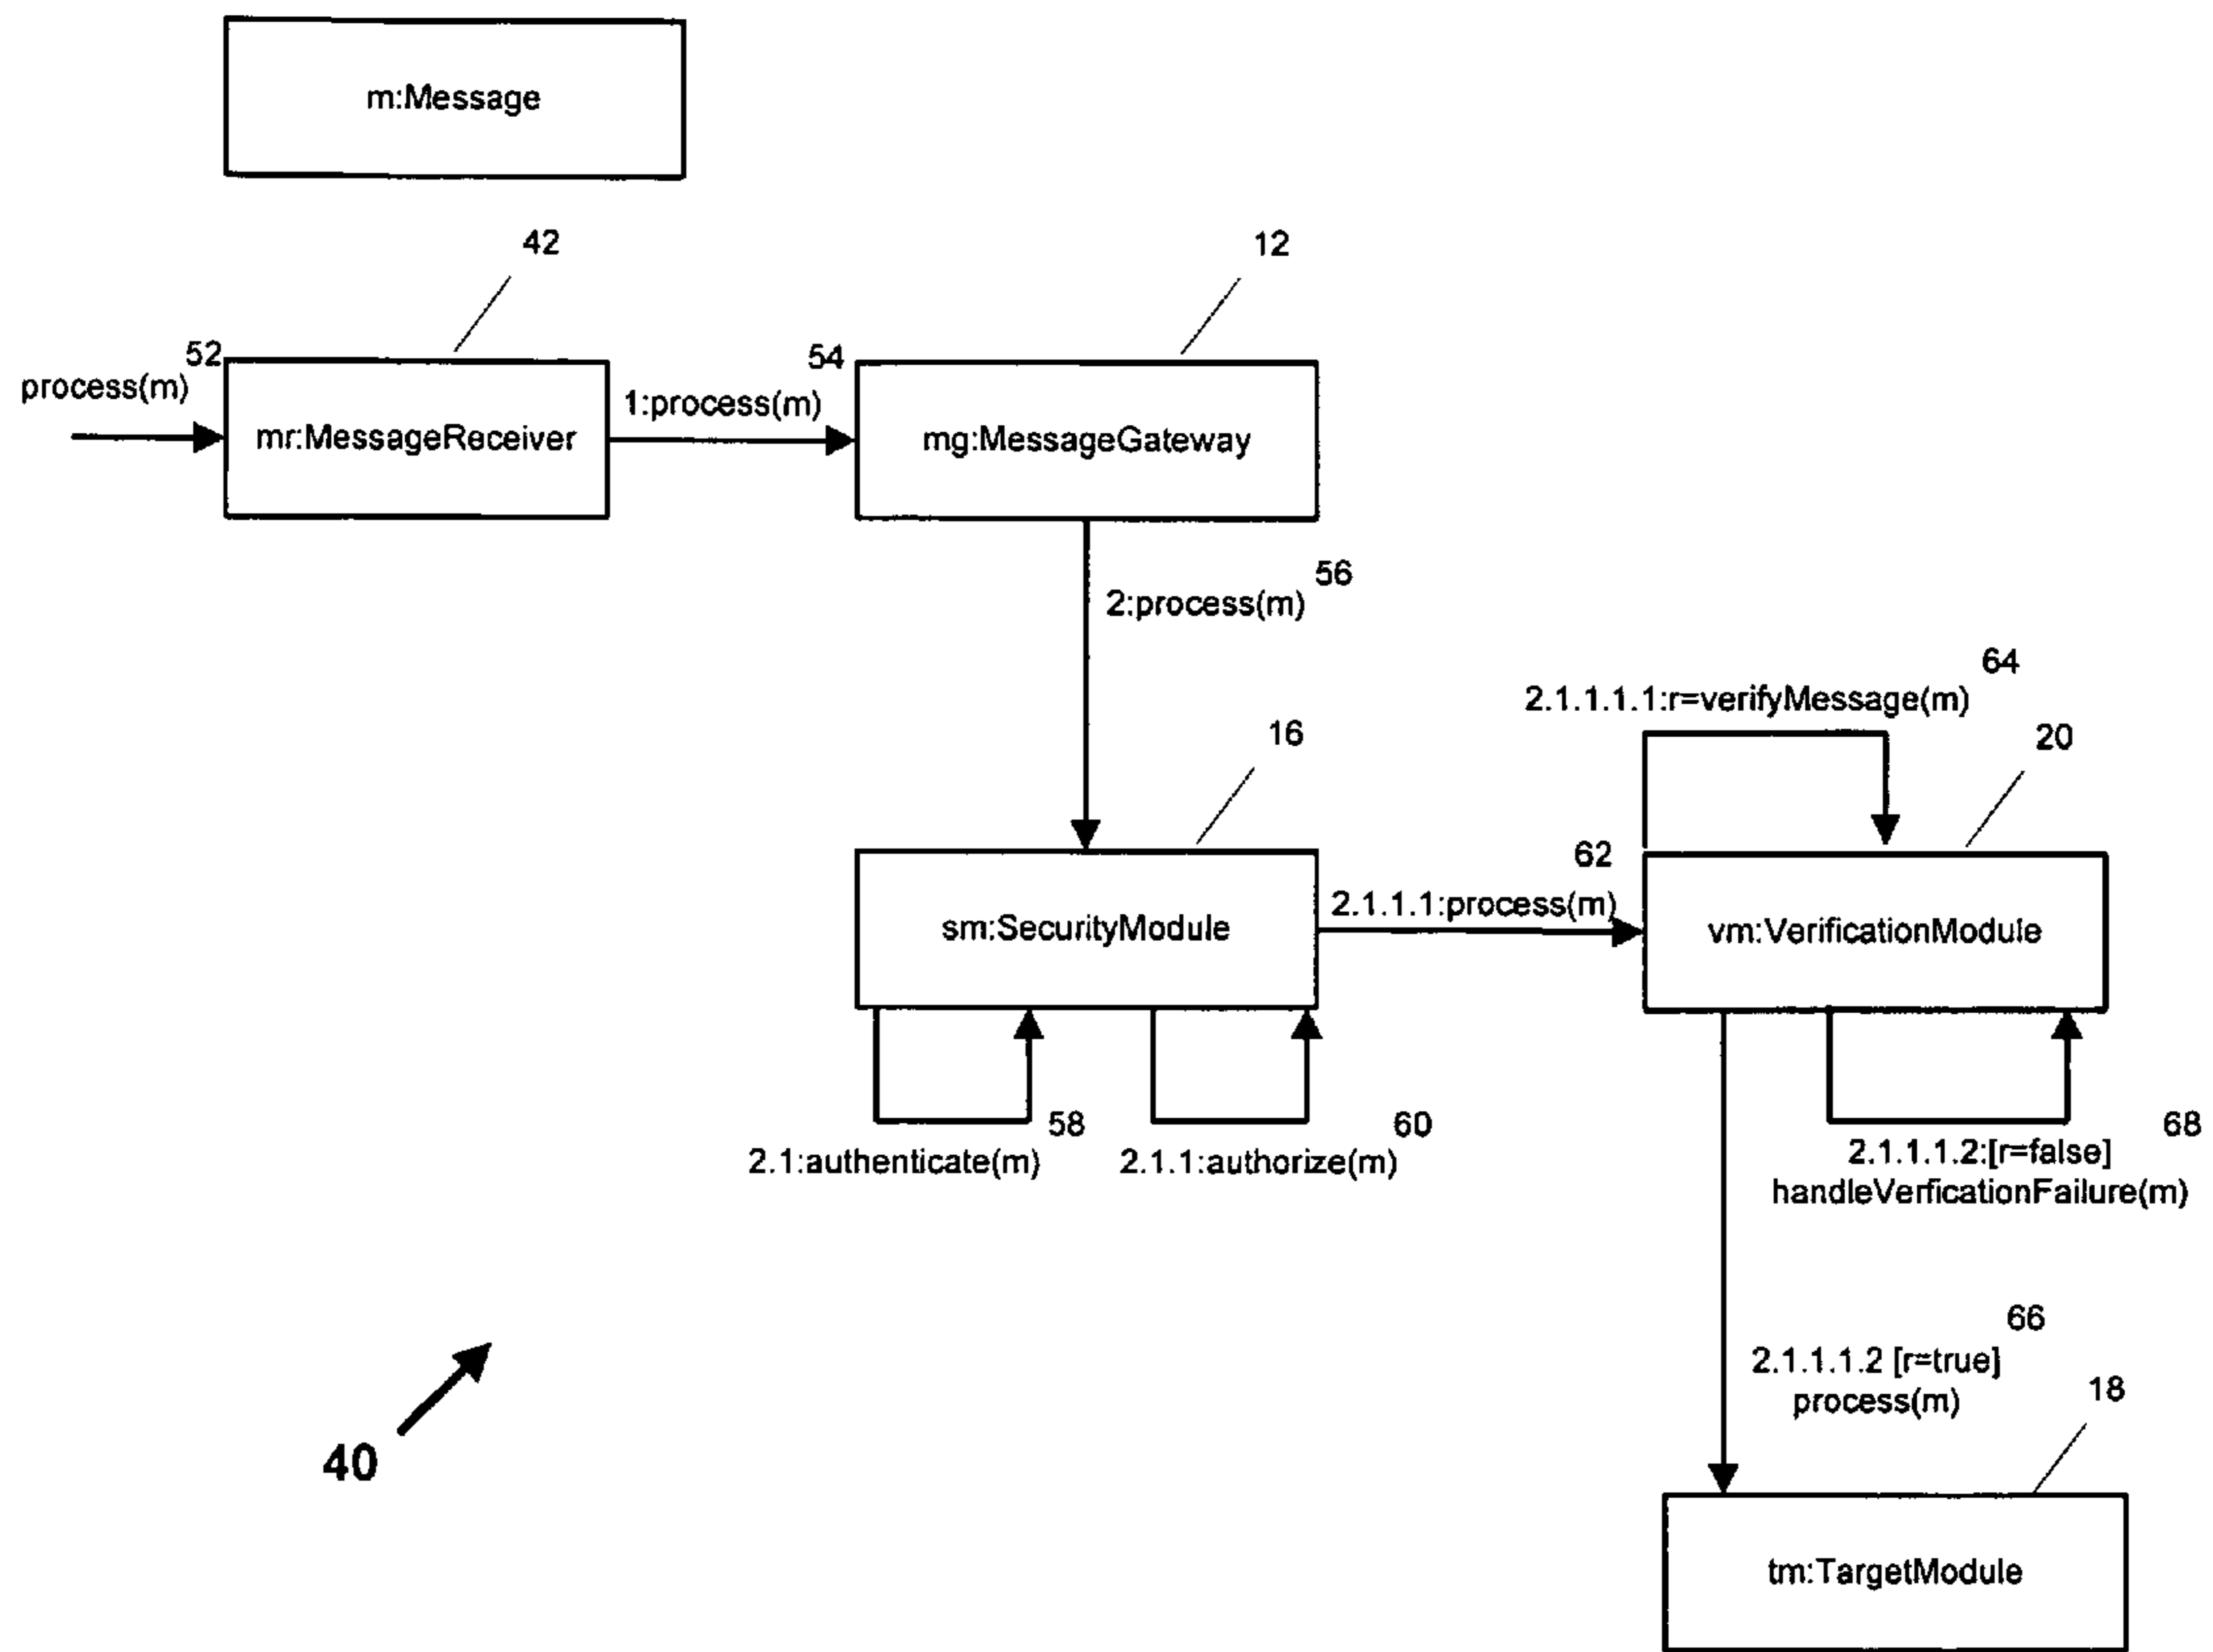 m:Message
42
12
52
process(m)
mr:MessageReceiver
1:process(m)
54
mg:MessageGateway
56
2:process(m)
64
2.1.1.1.1:r=verifyMessage(m)
16
20
62
sm:SecurityModule
2.1.1.1:process(m)
vm:VerificationModule
58
2.1:authenticate(m)
60
2.1.1:authorize(m)
68
2.1.1.1.2:[r=false]
handleVerficationFailure(m)
66
2.1.1.1.2 [r=true]
process(m)
18
40
tm:TargetModule